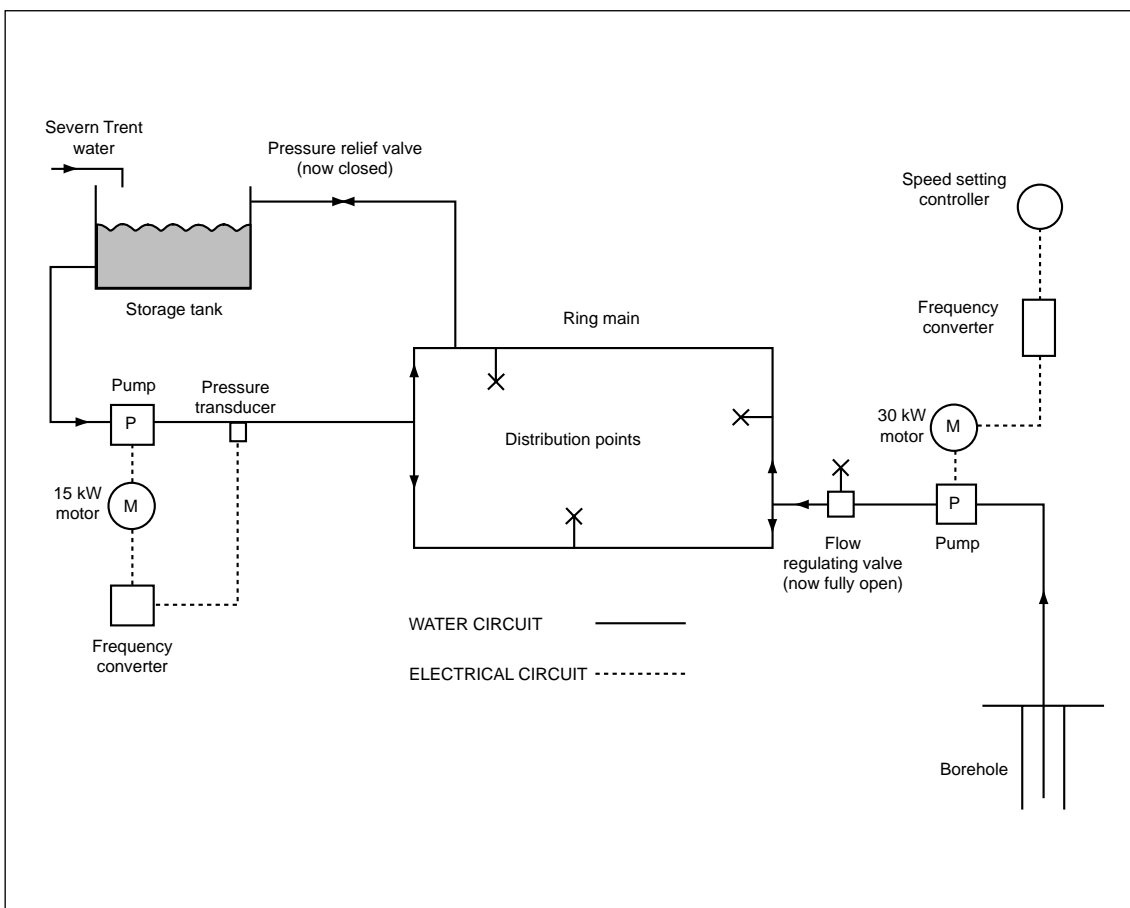 Severn Trent
water
Pressure relief valve
(now closed)
Speed setting
controller
Storage tank
Ring main
Frequency
converter
Pump
Pressure
transducer
P
Distribution points
30 kW
motor
M
15 kW
motor
M
P
Flow
regulating valve
(now fully open)
Pump
Frequency
converter
WATER CIRCUIT
ELECTRICAL CIRCUIT
Borehole